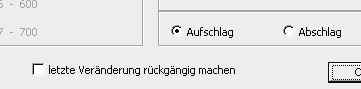 - 600
Aufschlag Abschlag
7 - 700
letzte Veränderung rückgängig machen